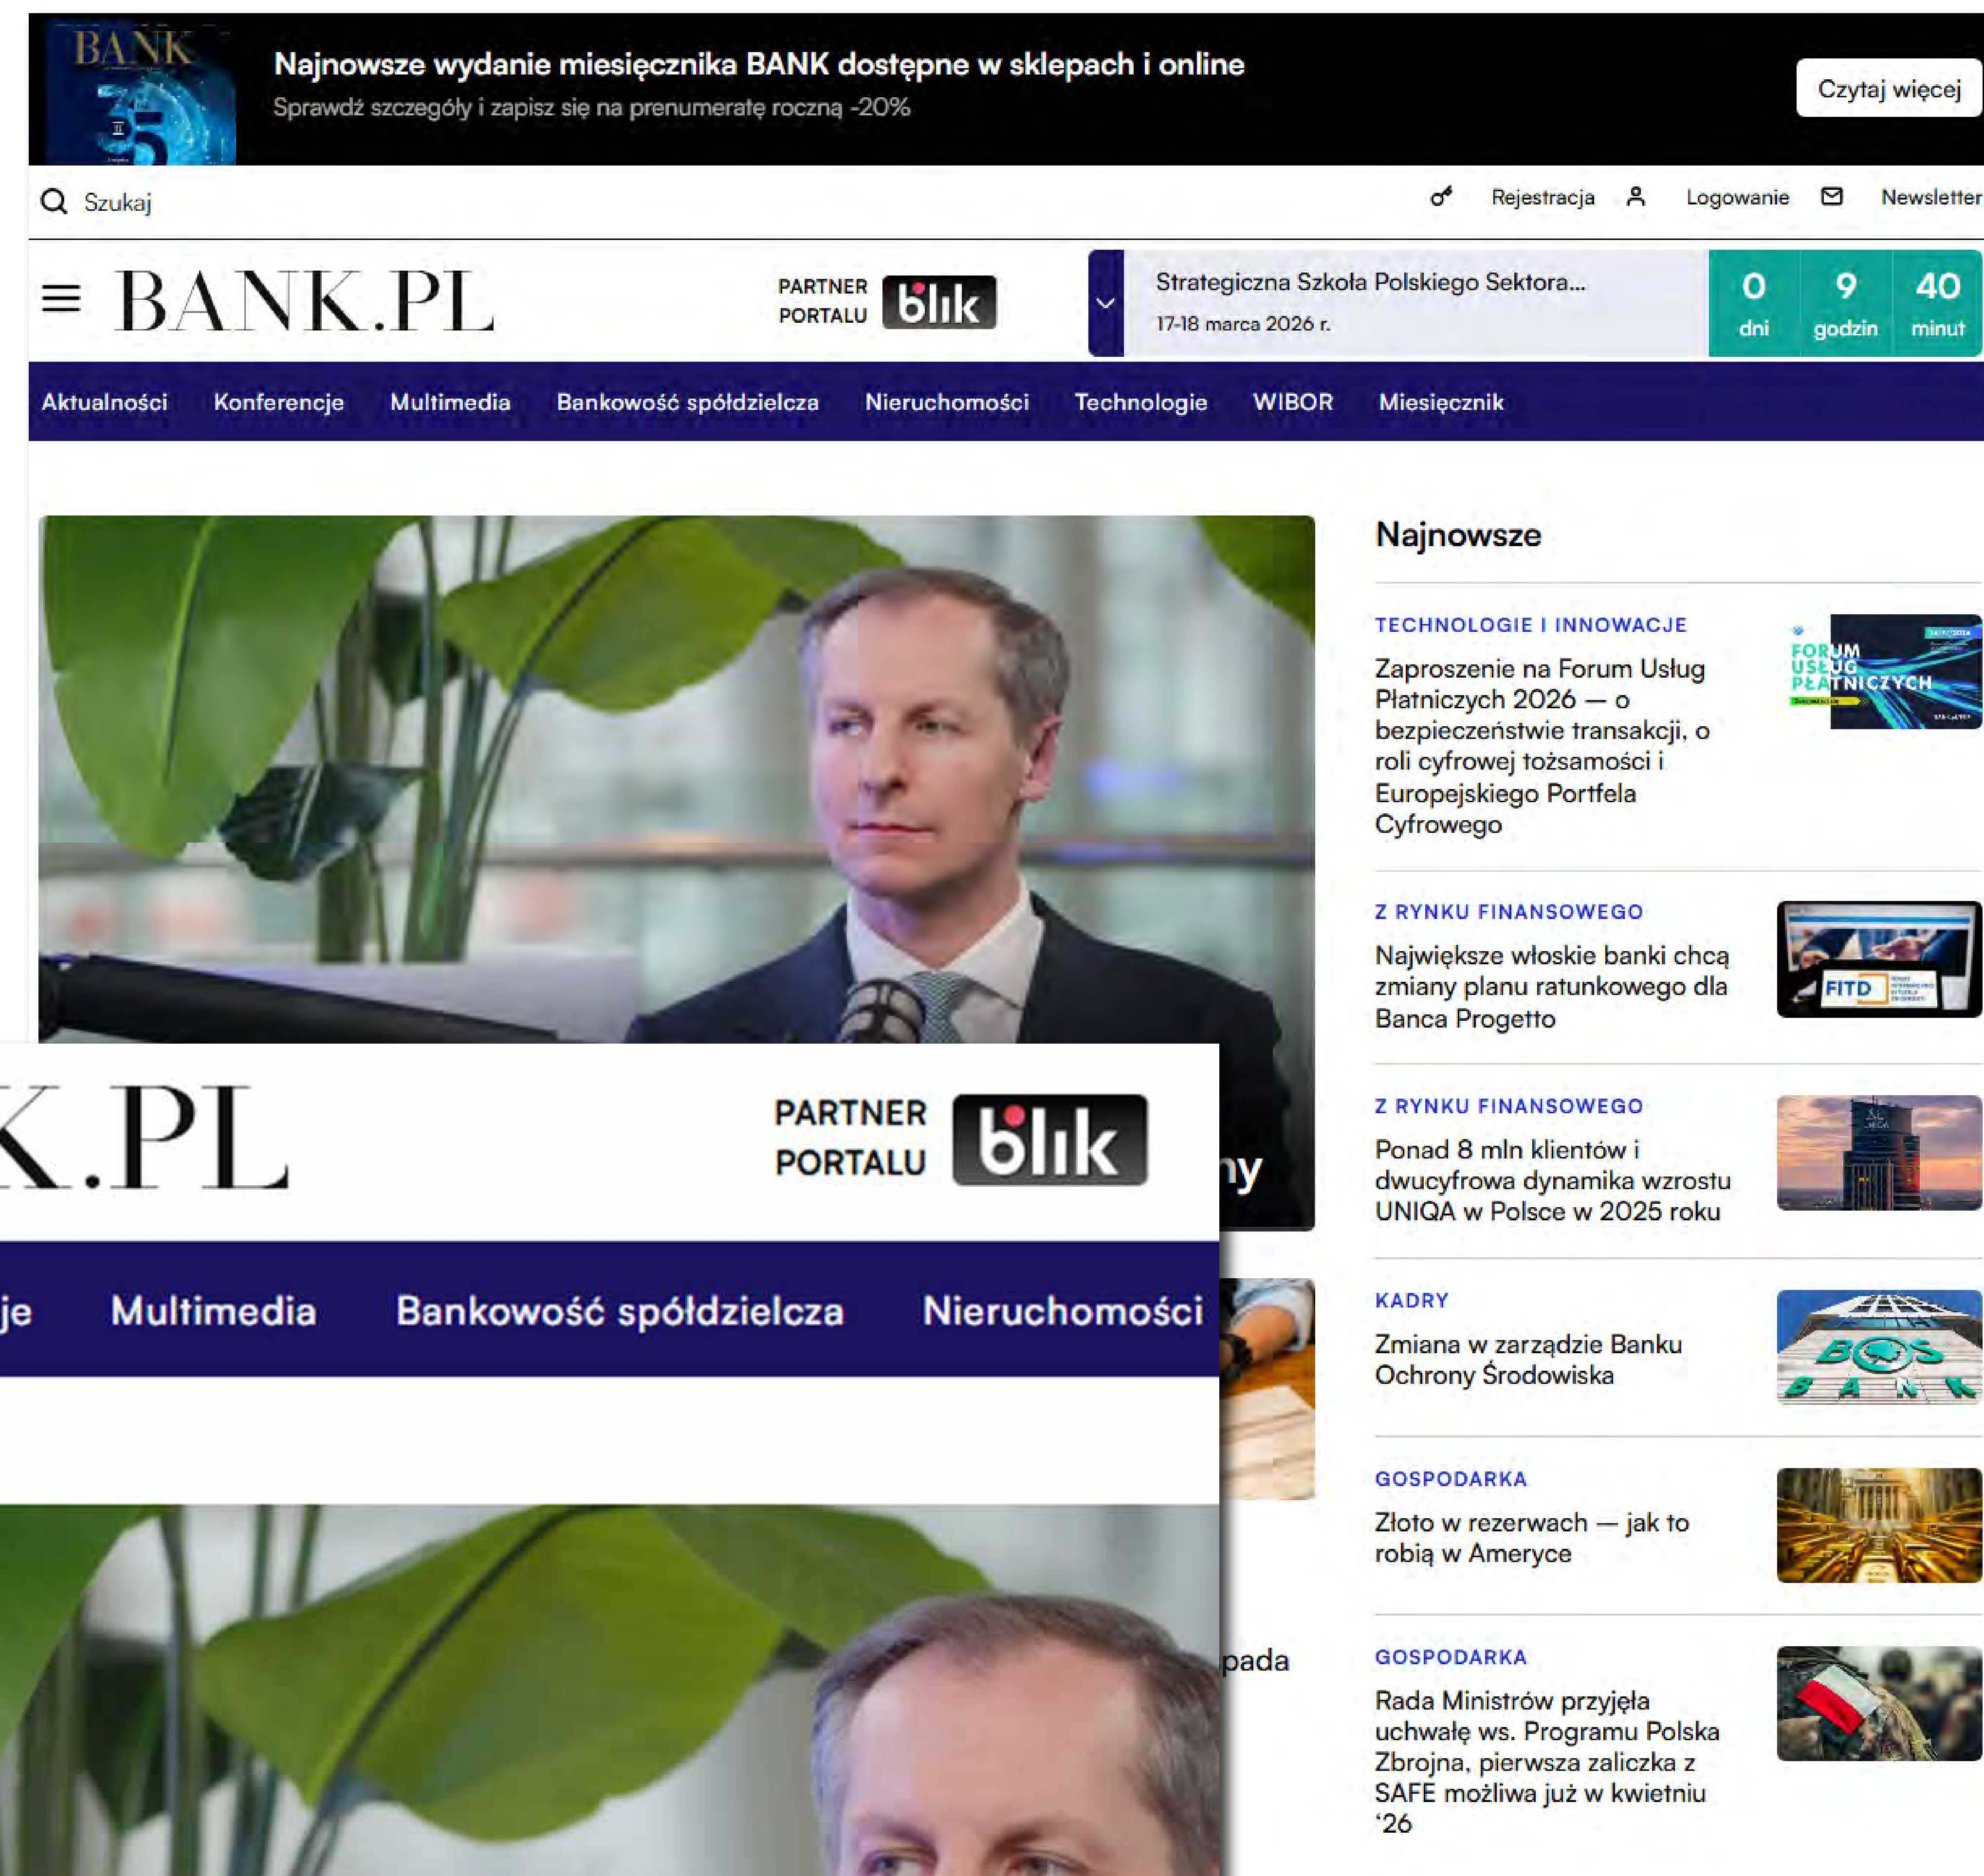 BANK
35
Najnowsze wydanie miesięcznika BANK dostępne w sklepach i online
Sprawdź szczegóły i zapisz się na prenumeratę roczną -20%
Czytaj więcej
Szukaj
Rejestracja
Logowanie
Newsletter
BANK.PL
PARTNER
PORTALU
blik
Strategiczna Szkoła Polskiego Sektora...
17-18 marca 2026 r.
0
dni
9
godzin
40
minut
Aktualności Konferencje Multimedia Bankowość spółdzielcza Nieruchomości Technologie WIBOR Miesięcznik
Najnowsze
TECHNOLOGIE I INNOWACJE
Zaproszenie na Forum Usług
Płatniczych 2026 — o
bezpieczeństwie transakcji, o
roli cyfrowej tożsamości i
Europejskiego Portfela
Cyfrowego
FORUM
USŁUG
PŁATNICZYCH
Z RYNKU FINANSOWEGO
Największe włoskie banki chcą
zmiany planu ratunkowego dla
Banca Progetto
FITD
Z RYNKU FINANSOWEGO
Ponad 8 mln klientów i
dwucyfrowa dynamika wzrostu
UNIQA w Polsce w 2025 roku
KADRY
Zmiana w zarządzie Banku
Ochrony Środowiska
BOS
BANK
GOSPODARKA
Złoto w rezerwach — jak to
robią w Ameryce
GOSPODARKA
Rada Ministrów przyjęła
uchwałę ws. Programu Polska
Zbrojna, pierwsza zaliczka z
SAFE możliwa już w kwietniu
‘26
ny
pada
K.PL
PARTNER
PORTALU
blik
je Multimedia Bankowość spółdzielcza Nieruchomości